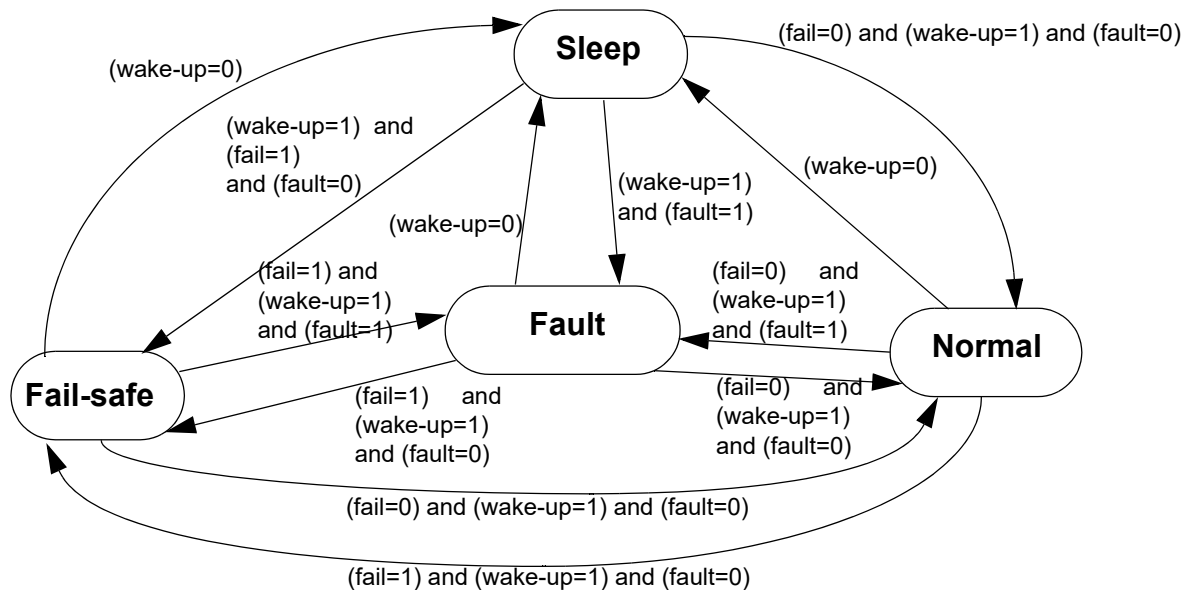 Sleep
(fail=0) and (wake-up=1) and (fault=0)
(wake-up=0)
(wake-up=1) and
(fail=1)
and (fault=0)
(wake-up=0)
(wake-up=1)
and (fault=1)
(wake-up=0)
(fail=1) and
(wake-up=1)
and (fault=1)
(fail=0) and
(wake-up=1)
and (fault=1)
Fault
Normal
Fail-safe
(fail=1) and
(wake-up=1)
and (fault=0)
(fail=0) and
(wake-up=1)
and (fault=0)
(fail=0) and (wake-up=1) and (fault=0)
(fail=1) and (wake-up=1) and (fault=0)